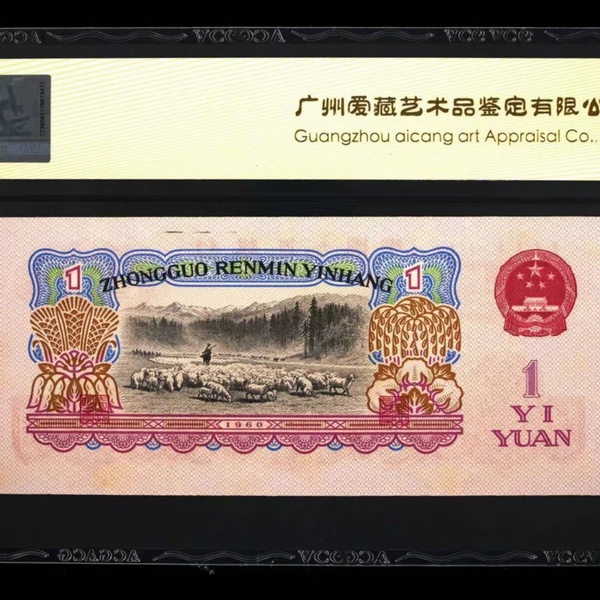 广州爱藏艺术品鉴定有限公
Guangzhou aicang art Appraisal Co.,
ZHONGGUO RENMIN YINHANG
1
1
1960
1
YI
YUAN